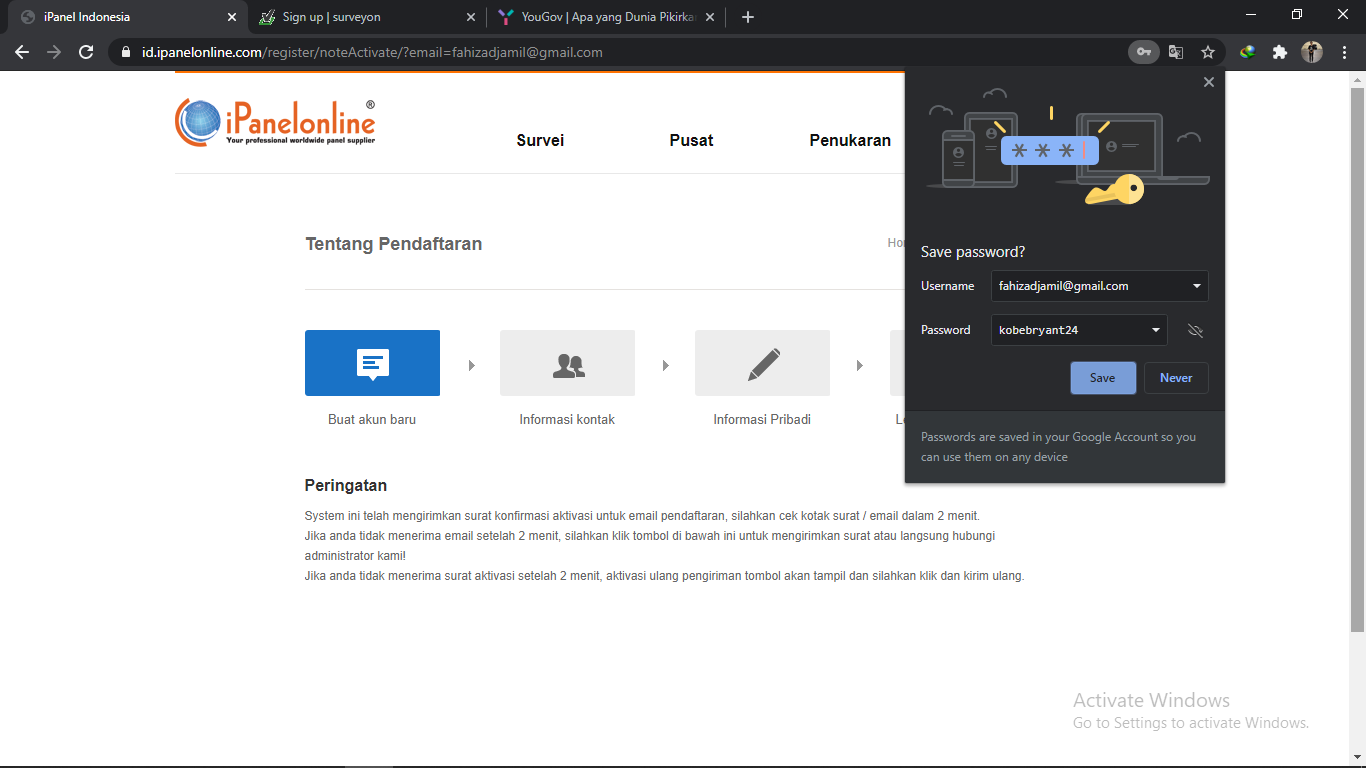 iPanel Indonesia
Sign up | surveyon
YouGov | Apa yang Dunia Pikirkan
id.ipanelonline.com/register/noteActivate/?email=fahizadjamil@gmail.com
iPanelonline®
Your professional worldwide panel supplier
Survei
Pusat
Penukaran
Tentang Pendaftaran
Buat akun baru
Informasi kontak
Informasi Pribadi
Peringatan
System ini telah mengirimkan surat konfirmasi aktivasi untuk email pendaftaran, silahkan cek kotak surat / email dalam 2 menit.
Jika anda tidak menerima email setelah 2 menit, silahkan klik tombol di bawah ini untuk mengirimkan surat atau langsung hubungi
administrator kami!
Jika anda tidak menerima surat aktivasi setelah 2 menit, aktivasi ulang pengiriman tombol akan tampil dan silahkan klik dan kirim ulang.
***
Save password?
Username fahizadjamil@gmail.com
Password kobebryant24
Save Never
Passwords are saved in your Google Account so you
can use them on any device
Activate Windows
Go to Settings to activate Windows.